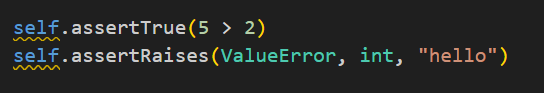 self.assertTrue(5 > 2)
self.assertRaises(ValueError, int, "hello")